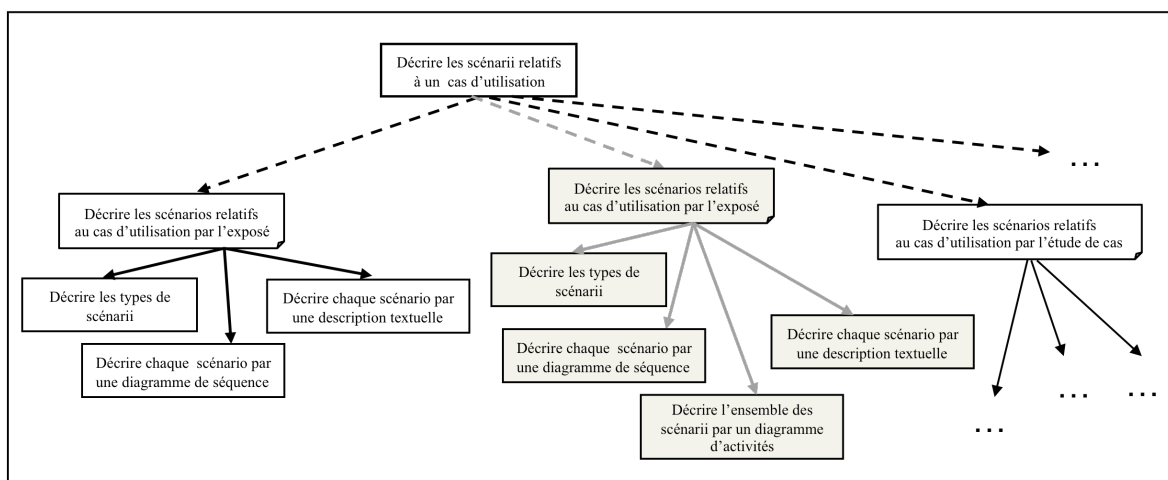 Décrire les scénarii relatifs
à un cas d'utilisation
...
Décrire les scénarios relatifs
au cas d'utilisation par l'exposé
Décrire les scénarios relatifs
au cas d'utilisation par l'exposé
Décrire les scénarios relatifs
au cas d'utilisation par l'étude de cas
Décrire les types de
scénarii
Décrire chaque scénario par
une description textuelle
Décrire chaque scénario par
une diagramme de séquence
Décrire les types de
scénarii
Décrire chaque scénario par
une diagramme de séquence
Décrire chaque scénario par
une description textuelle
Décrire l'ensemble des
scénarii par un diagramme
d'activités
...
...
...